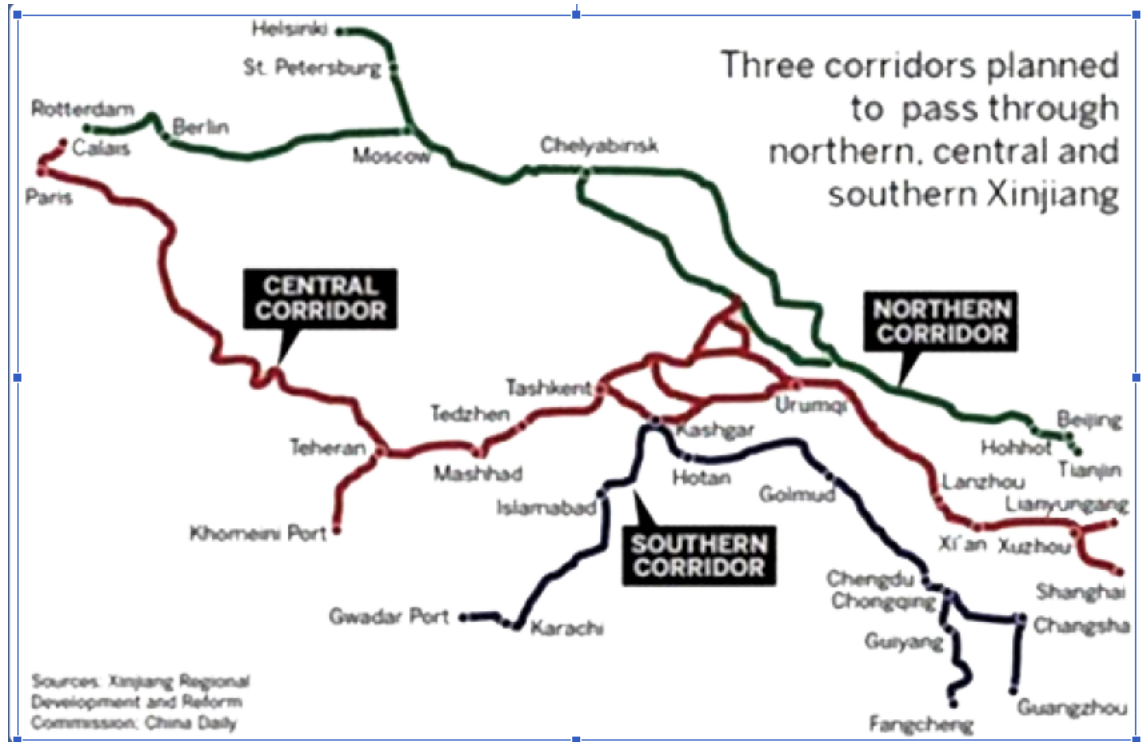 Helsinki
St. Petersburg
Three corridors planned
to pass through
northern, central and
southern Xinjiang
Rotterdam
Berlin
Calais
Moscow
Chelyabinsk
Paris
CENTRAL
CORRIDOR
NORTHERN
CORRIDOR
Tashkent
Urumqi
Tedzhen
Kashgar
Beijing
Hohhot
Teheran
Mashhad
Hotan
Tianjin
Golmud
Lanzhou
Islamabad
Lianyungang
Khomeini Port
SOUTHERN
CORRIDOR
Xi'an
Xuzhou
Chengdu
Shanghai
Chongqing
Gwadar Port
Karachi
Changsha
Guiyang
Sources: Xinjiang Regional
Development and Reform
Commission; China Daily
Guangzhou
Fangcheng